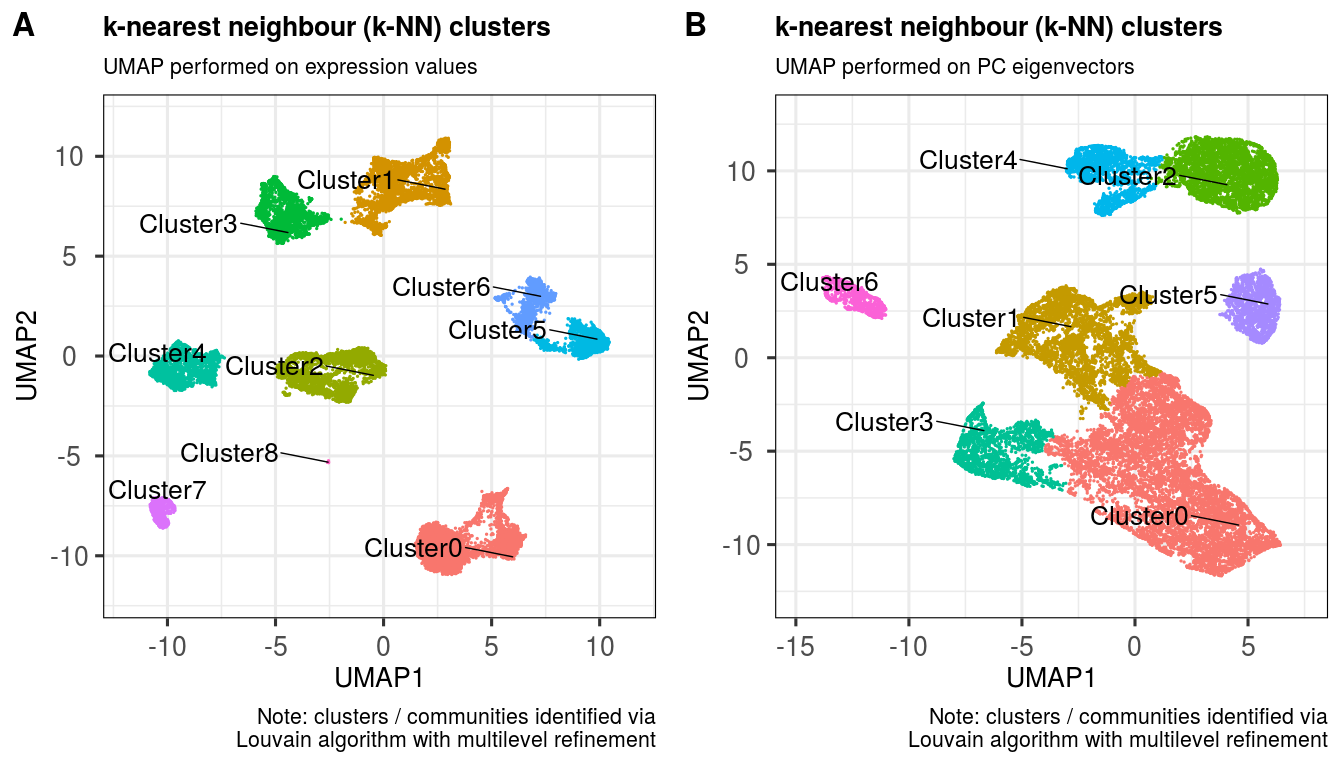 A
k-nearest neighbour (k-NN) clusters
UMAP performed on expression values
UMAP2
10
5
0
-5
-10
Cluster1
Cluster3
Cluster6
Cluster5
Cluster4
Cluster2
Cluster8
Cluster7
Cluster0
-10
-5
0
5
10
UMAP1
Note: clusters / communities identified via
Louvain algorithm with multilevel refinement
B
k-nearest neighbour (k-NN) clusters
UMAP performed on PC eigenvectors
UMAP2
10
5
0
-5
-10
Cluster4
Cluster2
Cluster6
Cluster5
Cluster1
Cluster3
Cluster0
-15
-10
-5
0
5
UMAP1
Note: clusters / communities identified via
Louvain algorithm with multilevel refinement